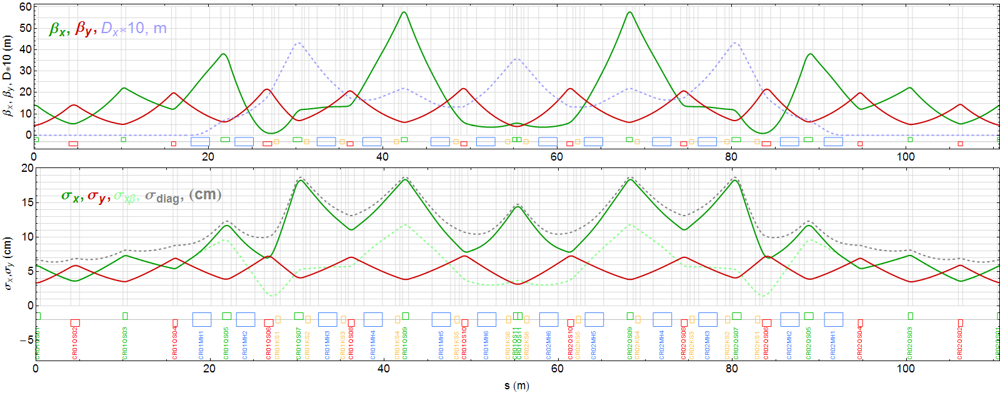 60
50
40
30
20
10
0
βx, βy, D*10 (m)
βx, βy, Dx*10, m
0 20 40 60 80 100
20
15
10
5
0
−5
σx,σy (cm)
σx, σy, σxβ, σdiag, (cm)
CR01QS02 CR01QS03 CR01QS04 CR01MH1 CR01QS05 CR01MH2 CR01QS06 CR01KS1 CR01QS07 CR01KS2 CR01MH3 CR01KS3 CR01QS08 CR01MH4 CR01KS4 CR01QS09 CR01MH5 CR01KS5 CR01QS10 CR01MH6 CR01KS6 CR02KS6 CR02MH6 CR02QS10 CR02KS5 CR02MH5 CR02QS09 CR02KS4 CR02MH4 CR02QS08 CR02KS3 CR02MH3 CR02KS2 CR02QS07 CR02KS1 CR02QS06 CR02MH2 CR02QS05 CR02MH1 CR02QS04 CR02QS03 CR02QS02
0 20 40 60 80 100
s (m)